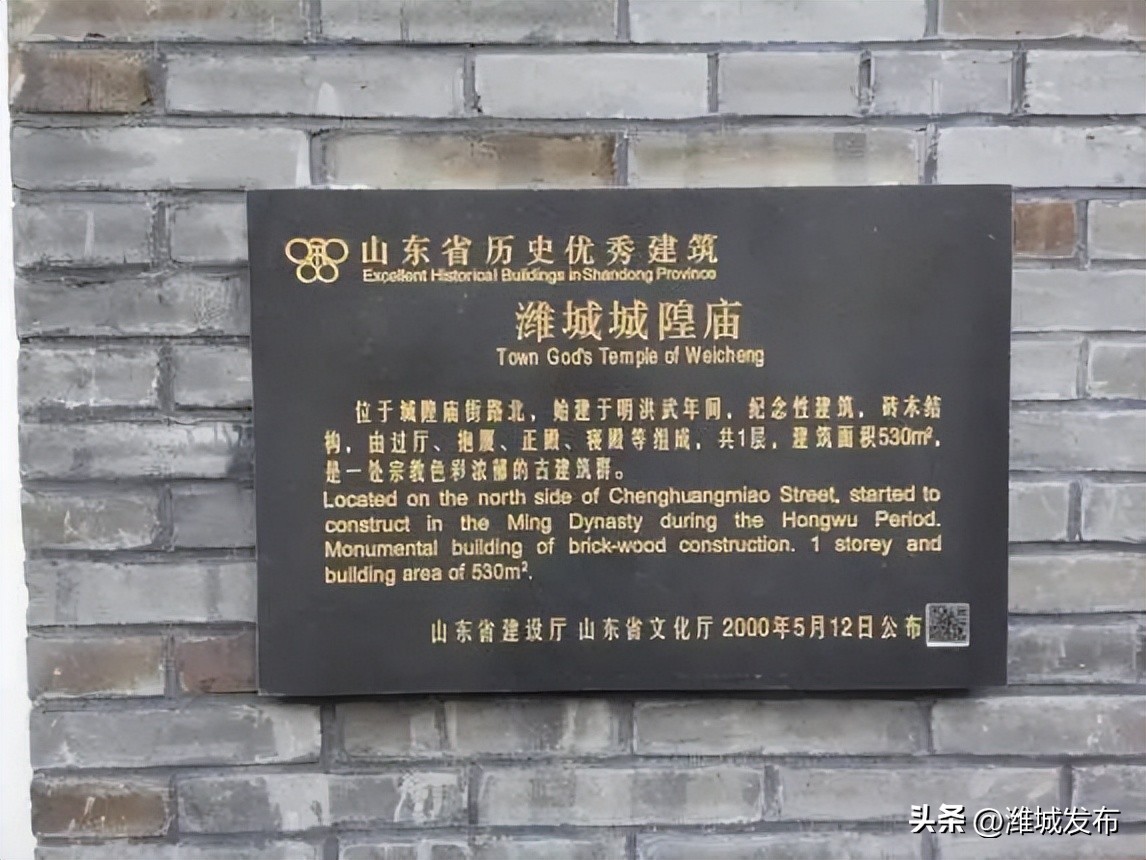 山东省历史优秀建筑
Excellent Historical Buildings in Shandong Province
潍城城隍庙
Town God's Temple of Weicheng
位于城隍庙街路北，始建于明洪武年间，纪念性建筑，砖木结
构，由过厅、抱厦、正殿、寝殿等组成，共1层，建筑面积530m²，
是一处宗教色彩浓郁的古建筑群。
Located on the north side of Chenghuangmiao Street, started to
construct in the Ming Dynasty during the Hongwu Period.
Monumental building of brick-wood construction. 1 storey and
building area of 530m².
山东省建设厅 山东省文化厅 2000年5月12日公布
头条 @潍城发布